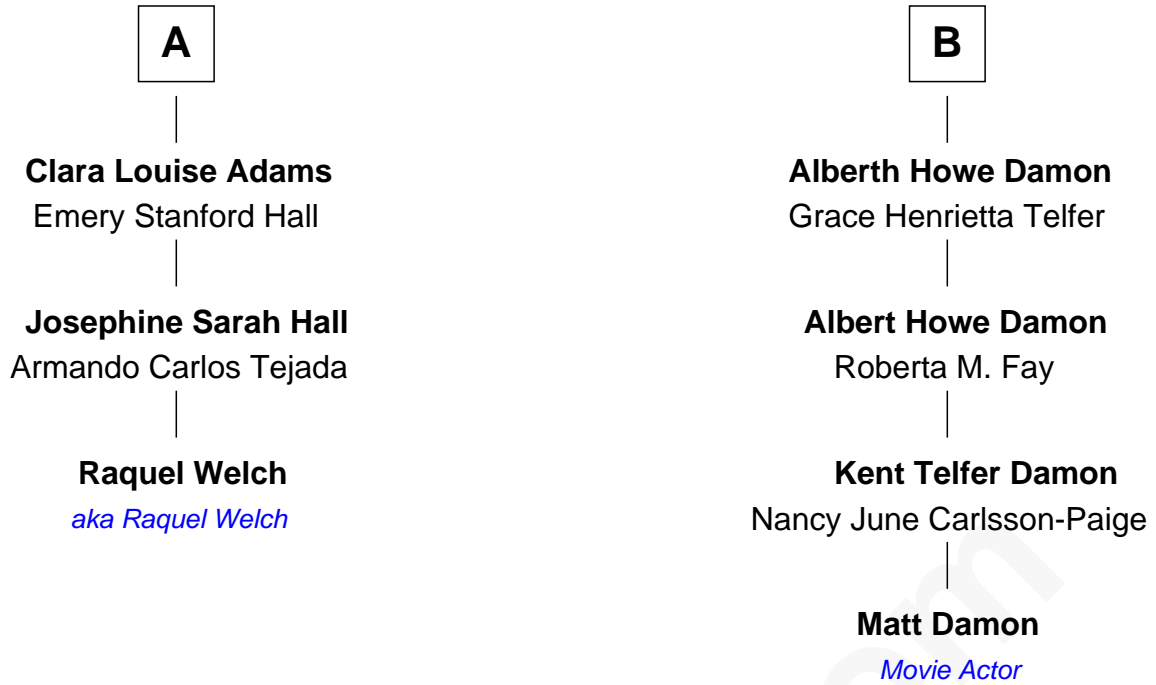 A
Clara Louise Adams
Emery Stanford Hall
Josephine Sarah Hall
Armando Carlos Tejada
Raquel Welch
aka Raquel Welch
B
Alberth Howe Damon
Grace Henrietta Telfer
Albert Howe Damon
Roberta M. Fay
Kent Telfer Damon
Nancy June Carlsson-Paige
Matt Damon
Movie Actor